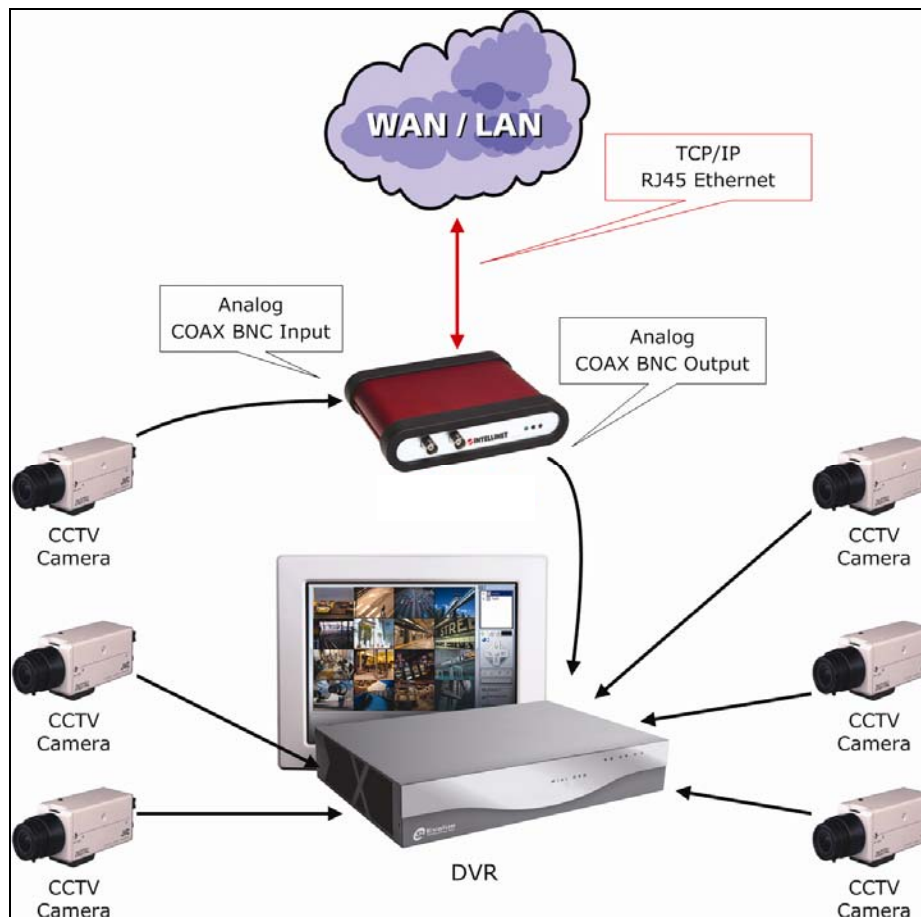 WAN / LAN
TCP/IP
RJ45 Ethernet
Analog
COAX BNC Input
Analog
COAX BNC Output
INTELLINET
CCTV
Camera
CCTV
Camera
STREE
CCTV
Camera
CCTV
Camera
DVR
CCTV
Camera
CCTV
Camera